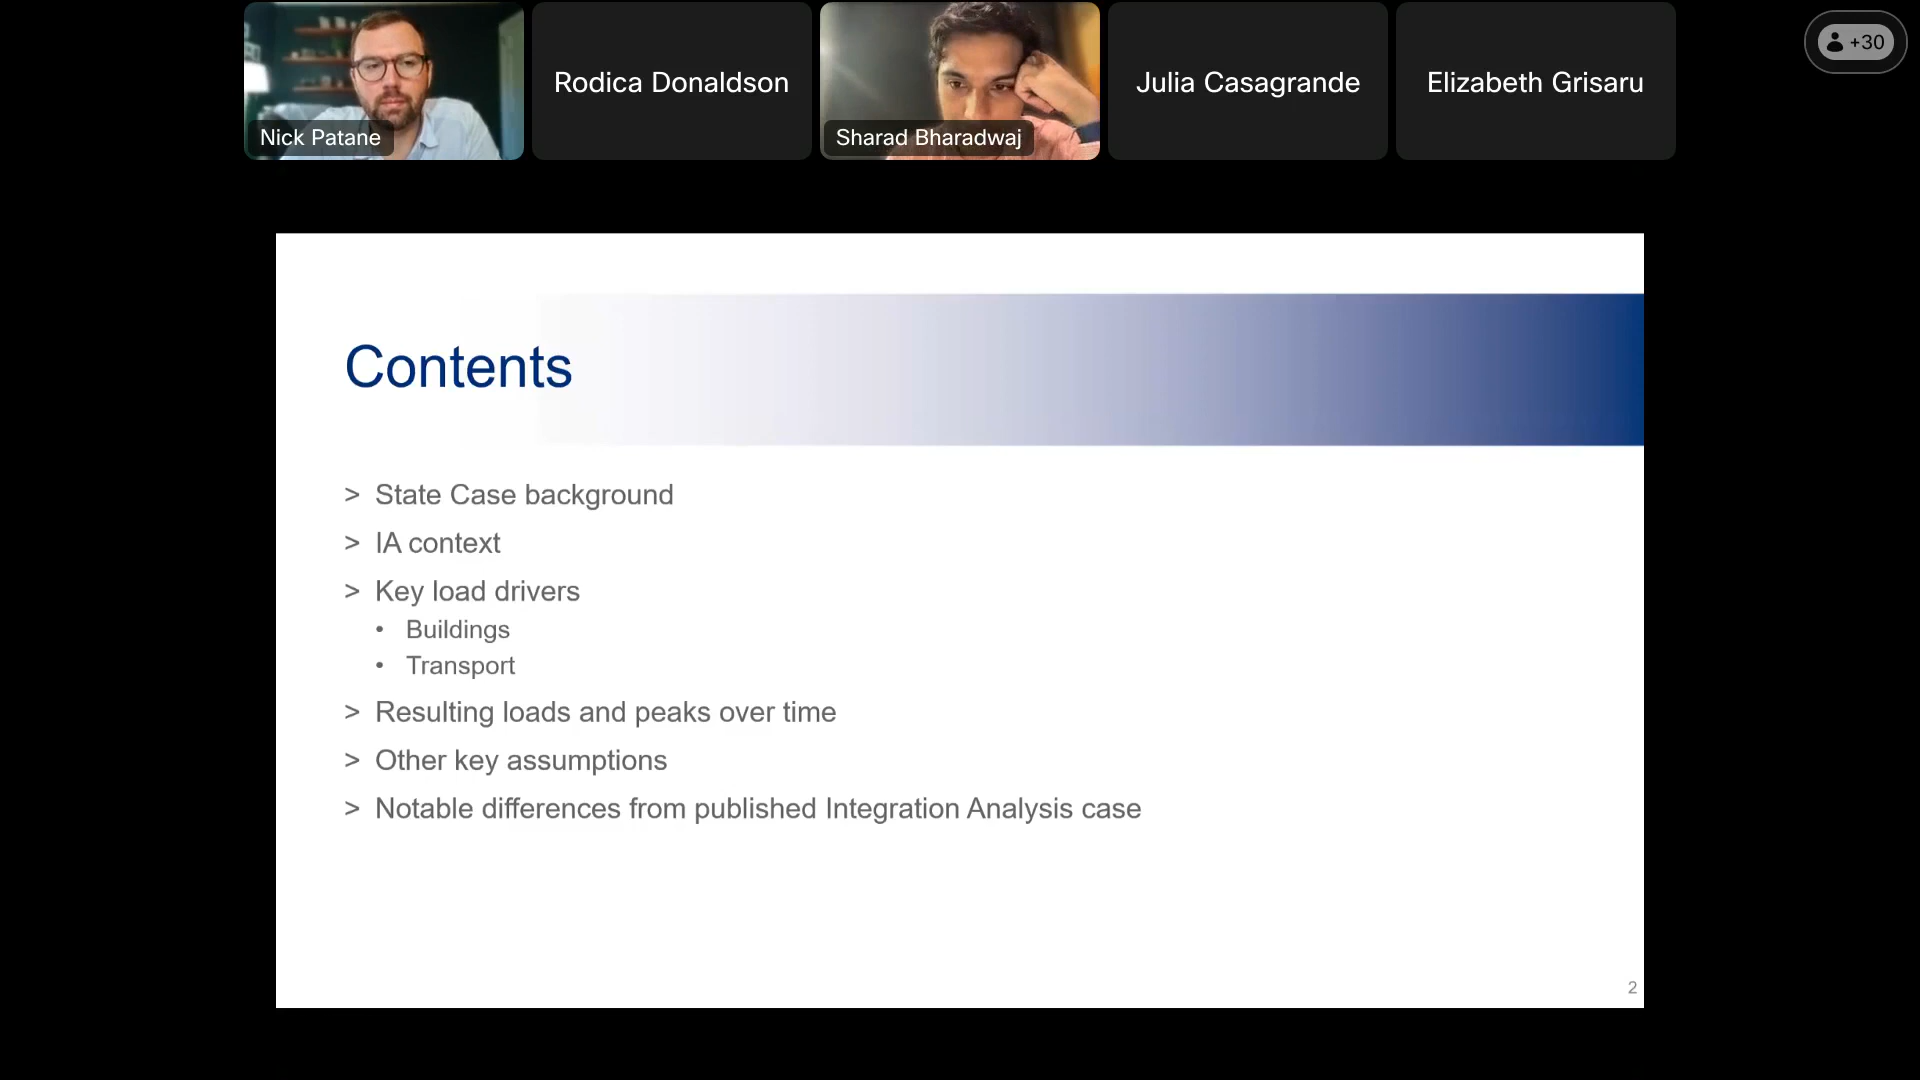 Nick Patane
Rodica Donaldson
Sharad Bharadwaj
Julia Casagrande
Elizabeth Grisaru
+30
Contents
> State Case background
> IA context
> Key load drivers
• Buildings
• Transport
> Resulting loads and peaks over time
> Other key assumptions
> Notable differences from published Integration Analysis case
2